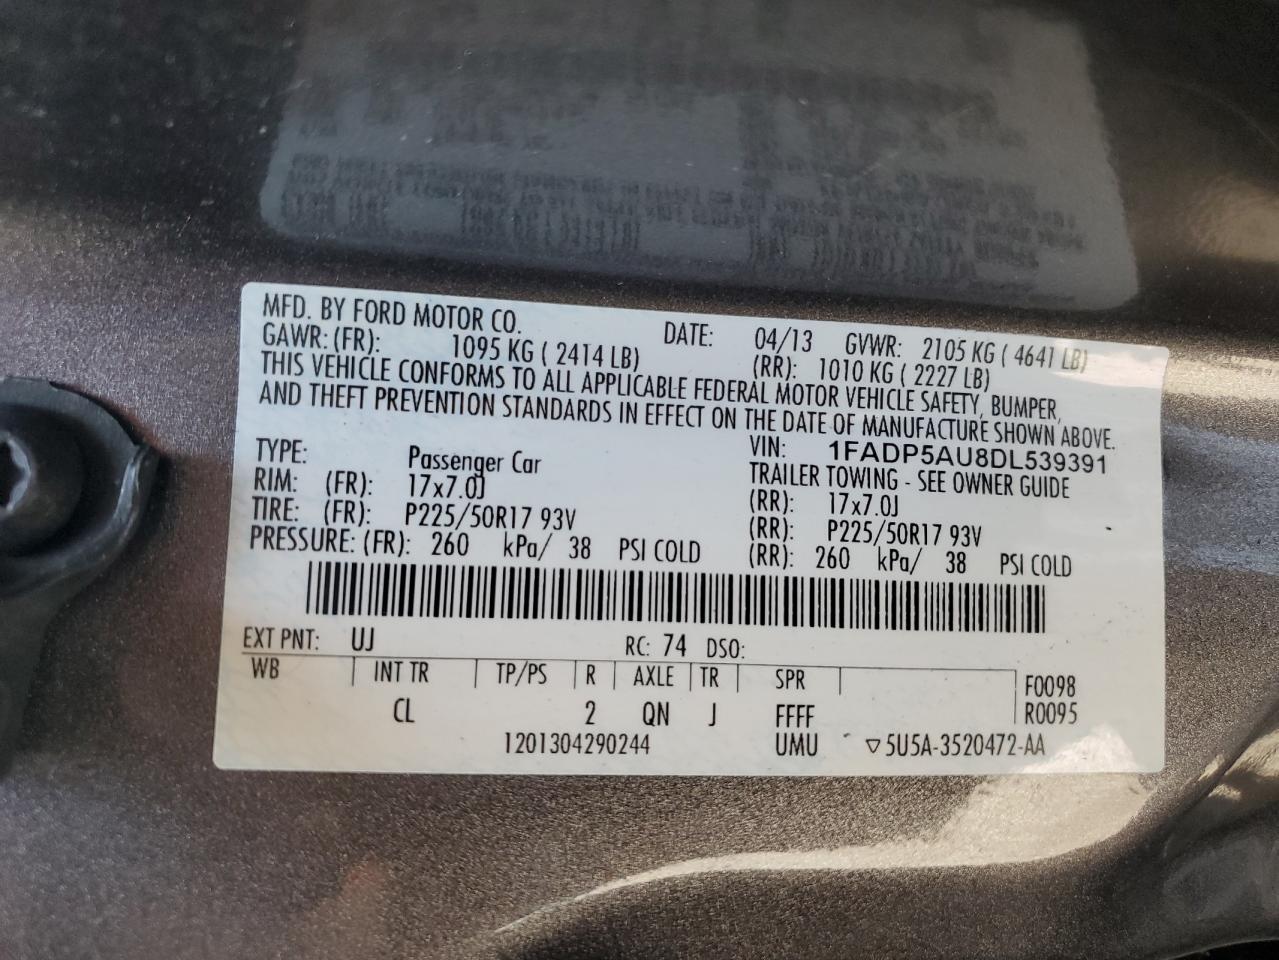 MFD. BY FORD MOTOR CO. DATE: 04/13 GVWR: 2105 KG ( 4641 LB)
GAWR: (FR): 1095 KG ( 2414 LB) (RR): 1010 KG ( 2227 LB)
THIS VEHICLE CONFORMS TO ALL APPLICABLE FEDERAL MOTOR VEHICLE SAFETY, BUMPER,
AND THEFT PREVENTION STANDARDS IN EFFECT ON THE DATE OF MANUFACTURE SHOWN ABOVE.
VIN: 1FADP5AU8DL539391
TYPE: Passenger Car TRAILER TOWING - SEE OWNER GUIDE
RIM: (FR): 17x7.0J (RR): 17x7.0J
TIRE: (FR): P225/50R17 93V (RR): P225/50R17 93V
PRESSURE: (FR): 260 kPa/ 38 PSI COLD (RR): 260 kPa/ 38 PSI COLD
EXT PNT: UJ RC: 74 DSO:
WB INT TR TP/PS R AXLE TR SPR F0098
CL 2 QN J FFFF R0095
1201304290244 UMU ▽5U5A-3520472-AA